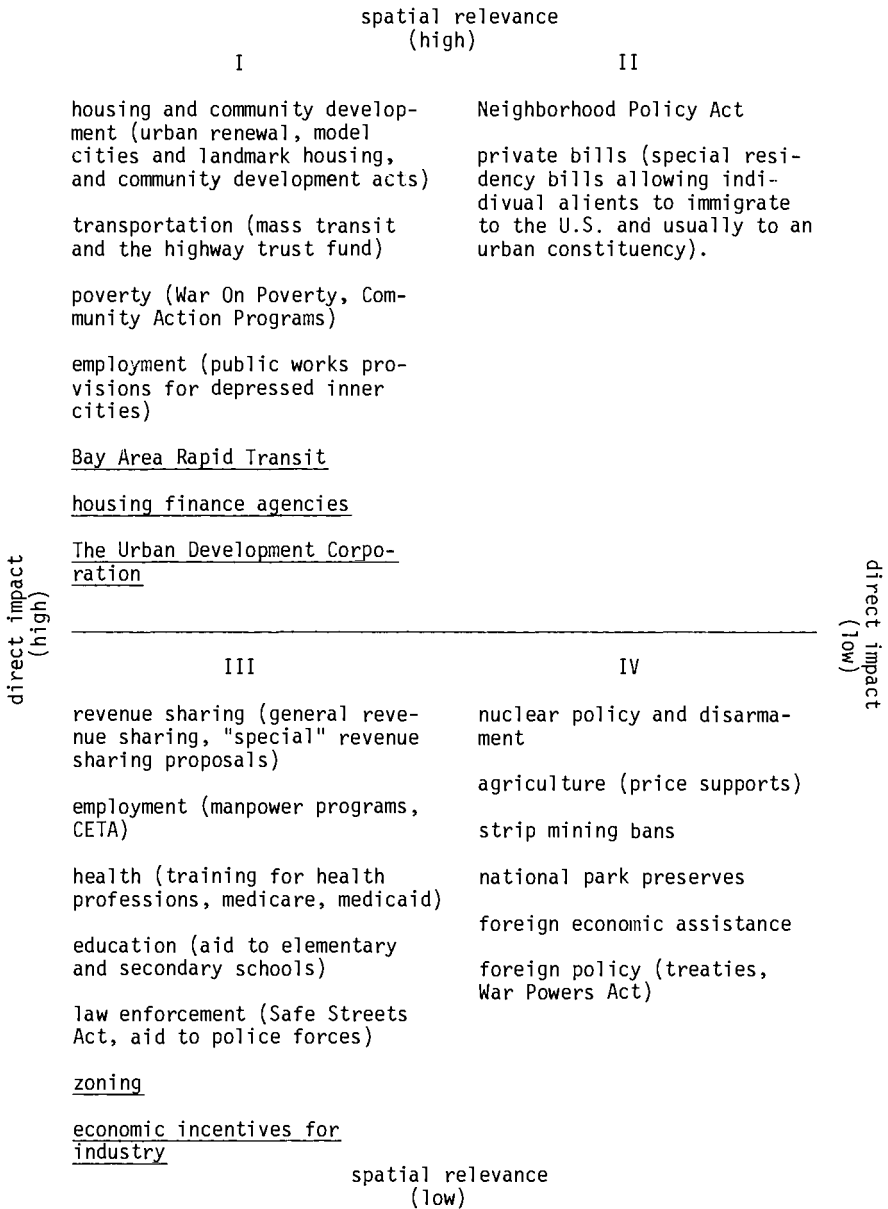 spatial relevance
(high)
I
housing and community develop-
ment (urban renewal, model
cities and landmark housing,
and community development acts)
transportation (mass transit
and the highway trust fund)
poverty (War On Poverty, Com-
munity Action Programs)
employment (public works pro-
visions for depressed inner
cities)
Bay Area Rapid Transit
housing finance agencies
The Urban Development Corpo-
ration
II
Neighborhood Policy Act
private bills (special resi-
dency bills allowing indi-
divual alients to immigrate
to the U.S. and usually to an
urban constituency).
direct impact
(high)
direct impact
(low)
III
revenue sharing (general reve-
nue sharing, "special" revenue
sharing proposals)
employment (manpower programs,
CETA)
health (training for health
professions, medicare, medicaid)
education (aid to elementary
and secondary schools)
law enforcement (Safe Streets
Act, aid to police forces)
zoning
economic incentives for
industry
IV
nuclear policy and disarma-
ment
agriculture (price supports)
strip mining bans
national park preserves
foreign economic assistance
foreign policy (treaties,
War Powers Act)
spatial relevance
(low)